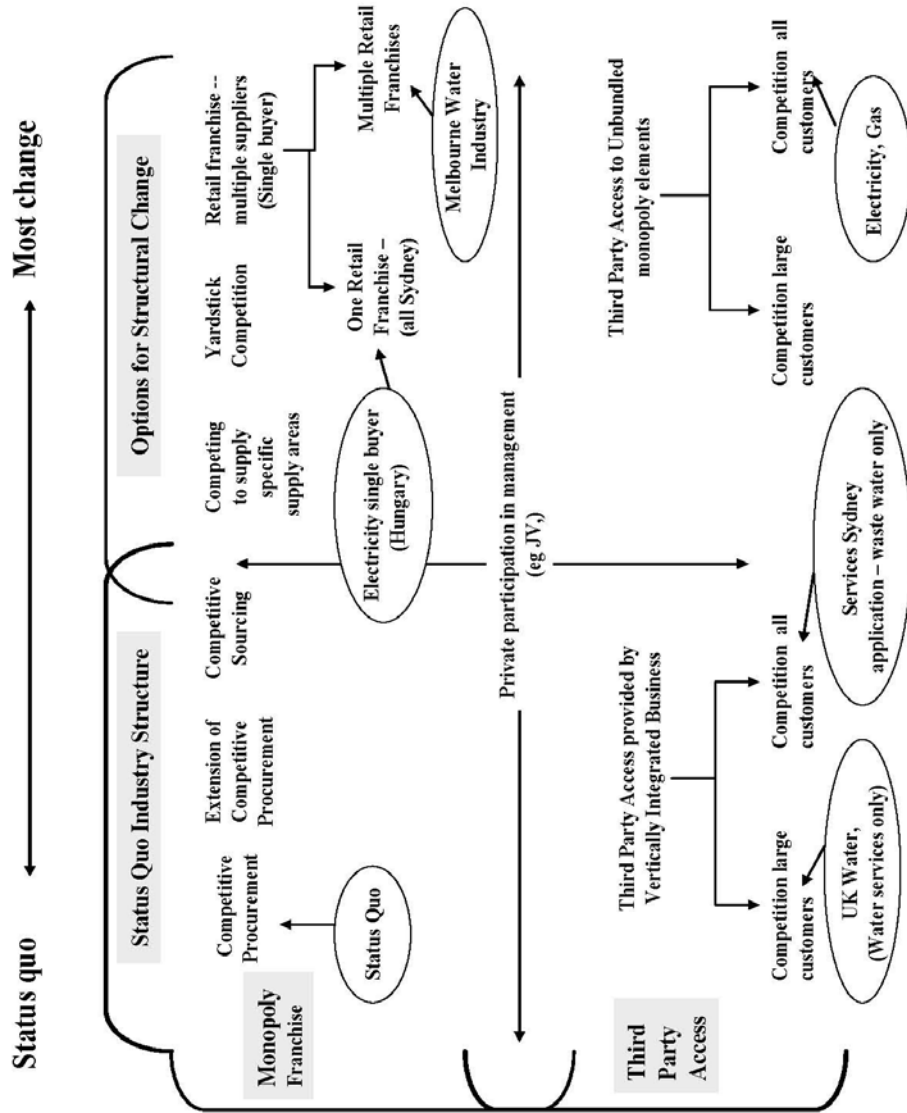 Status quo
Most change
Status Quo Industry Structure
Options for Structural Change
Monopoly
Franchise
Competitive
Procurement
Status Quo
Extension of
Competitive
Procurement
Competitive
Sourcing
Competing
to supply
specific
supply areas
Yardstick
Competition
Retail franchise --
multiple suppliers
(Single buyer)
Electricity single buyer
(Hungary)
One Retail
Franchise –
(all Sydney)
Multiple Retail
Franchises
Melbourne Water
Industry
Private participation in management
(eg JV,)
Third
Party
Access
Third Party Access provided by
Vertically Integrated Business
Competition large
customers
Competition all
customers
UK Water,
(Water services only)
Services Sydney
application – waste water only
Third Party Access to Unbundled
monopoly elements
Competition large
customers
Competition all
customers
Electricity, Gas